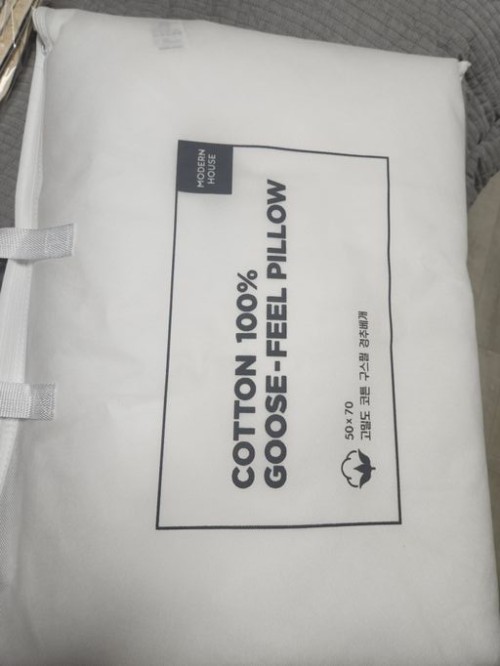 MODERN
HOUSE
COTTON 100%
GOOSE-FEEL PILLOW
50 x 70
고밀도 코튼 구스필 경추베개